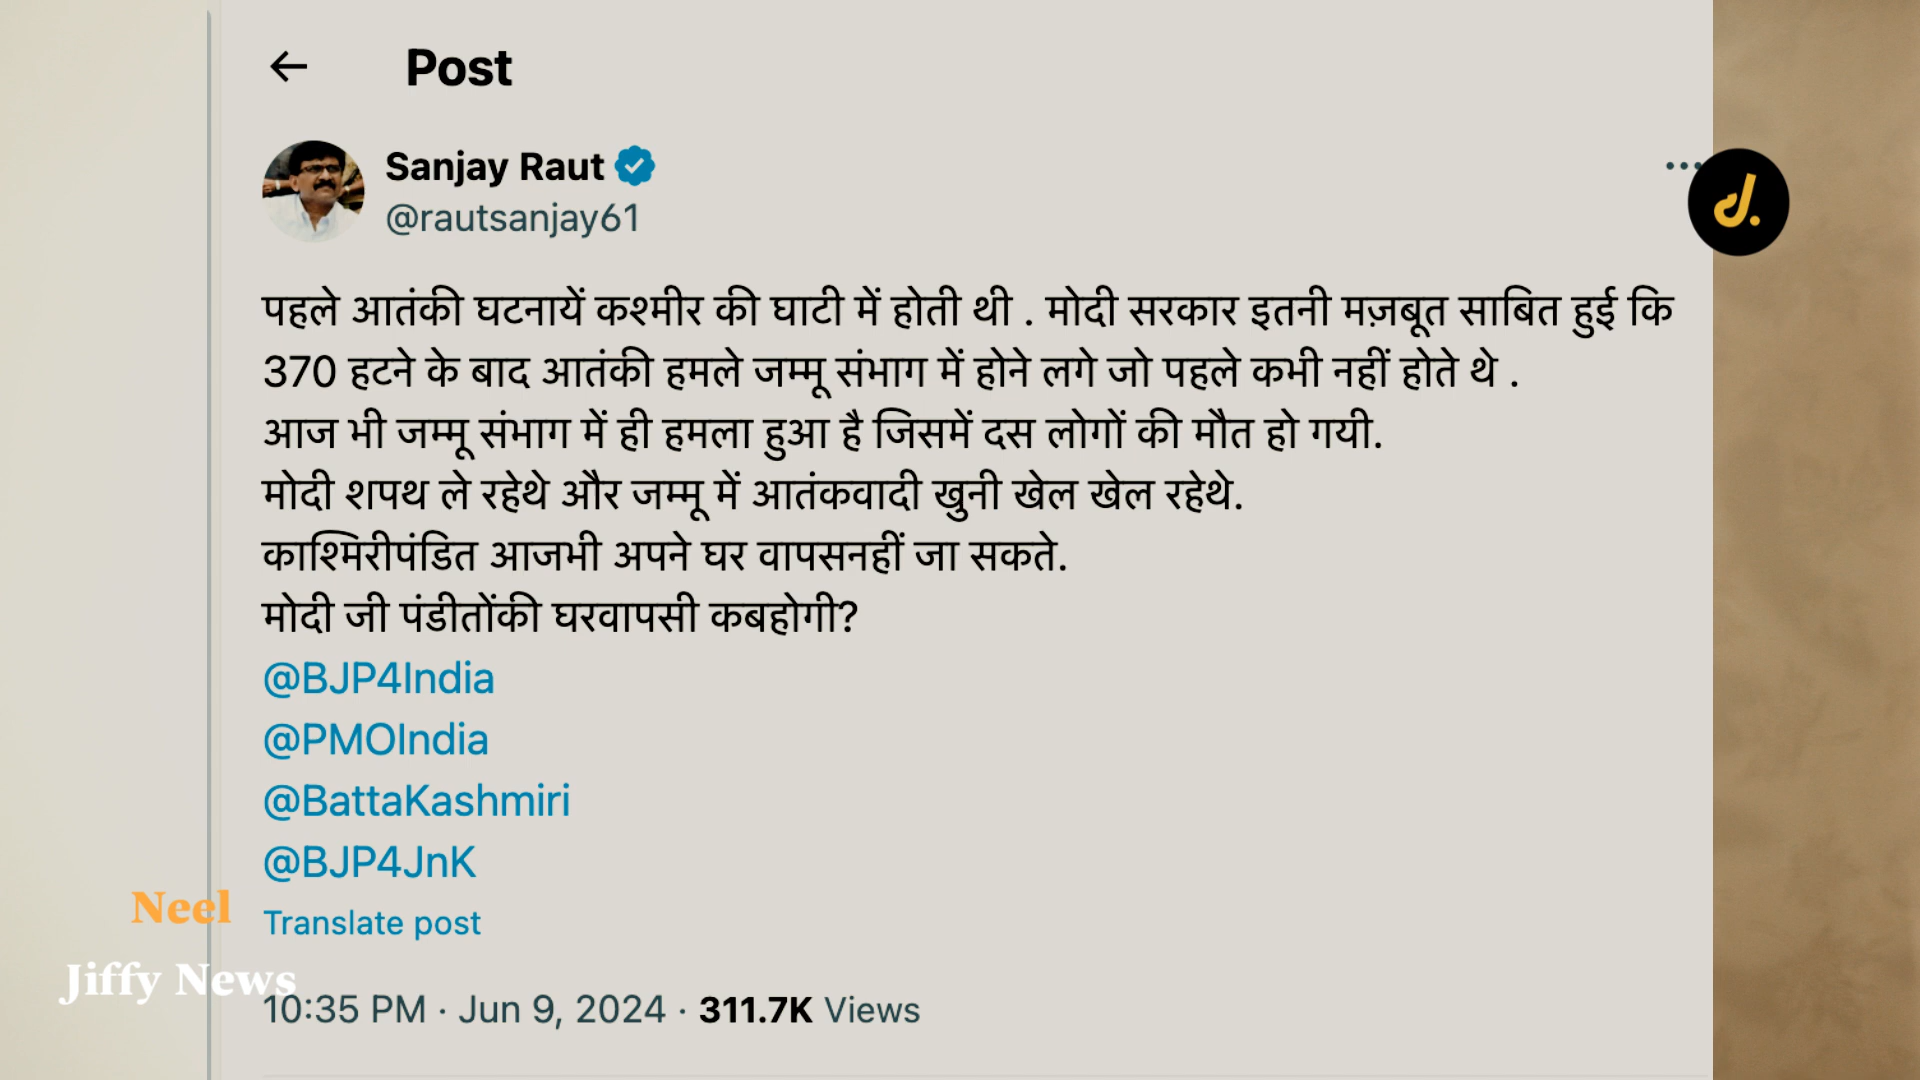 Post
Sanjay Raut
@rautsanjay61
पहले आतंकी घटनायें कश्मीर की घाटी में होती थी . मोदी सरकार इतनी मज़बूत साबित हुई कि
370 हटने के बाद आतंकी हमले जम्मू संभाग में होने लगे जो पहले कभी नहीं होते थे .
आज भी जम्मू संभाग में ही हमला हुआ है जिसमें दस लोगों की मौत हो गयी.
मोदी शपथ ले रहेथे और जम्मू में आतंकवादी खुनी खेल खेल रहेथे.
काश्मिरीपंडित आजभी अपने घर वापसनहीं जा सकते.
मोदी जी पंडीतोंकी घरवापसी कबहोगी?
@BJP4India
@PMOIndia
@BattaKashmiri
@BJP4JnK
Translate post
10:35 PM · Jun 9, 2024 · 311.7K Views
Neel
Jiffy News
J.